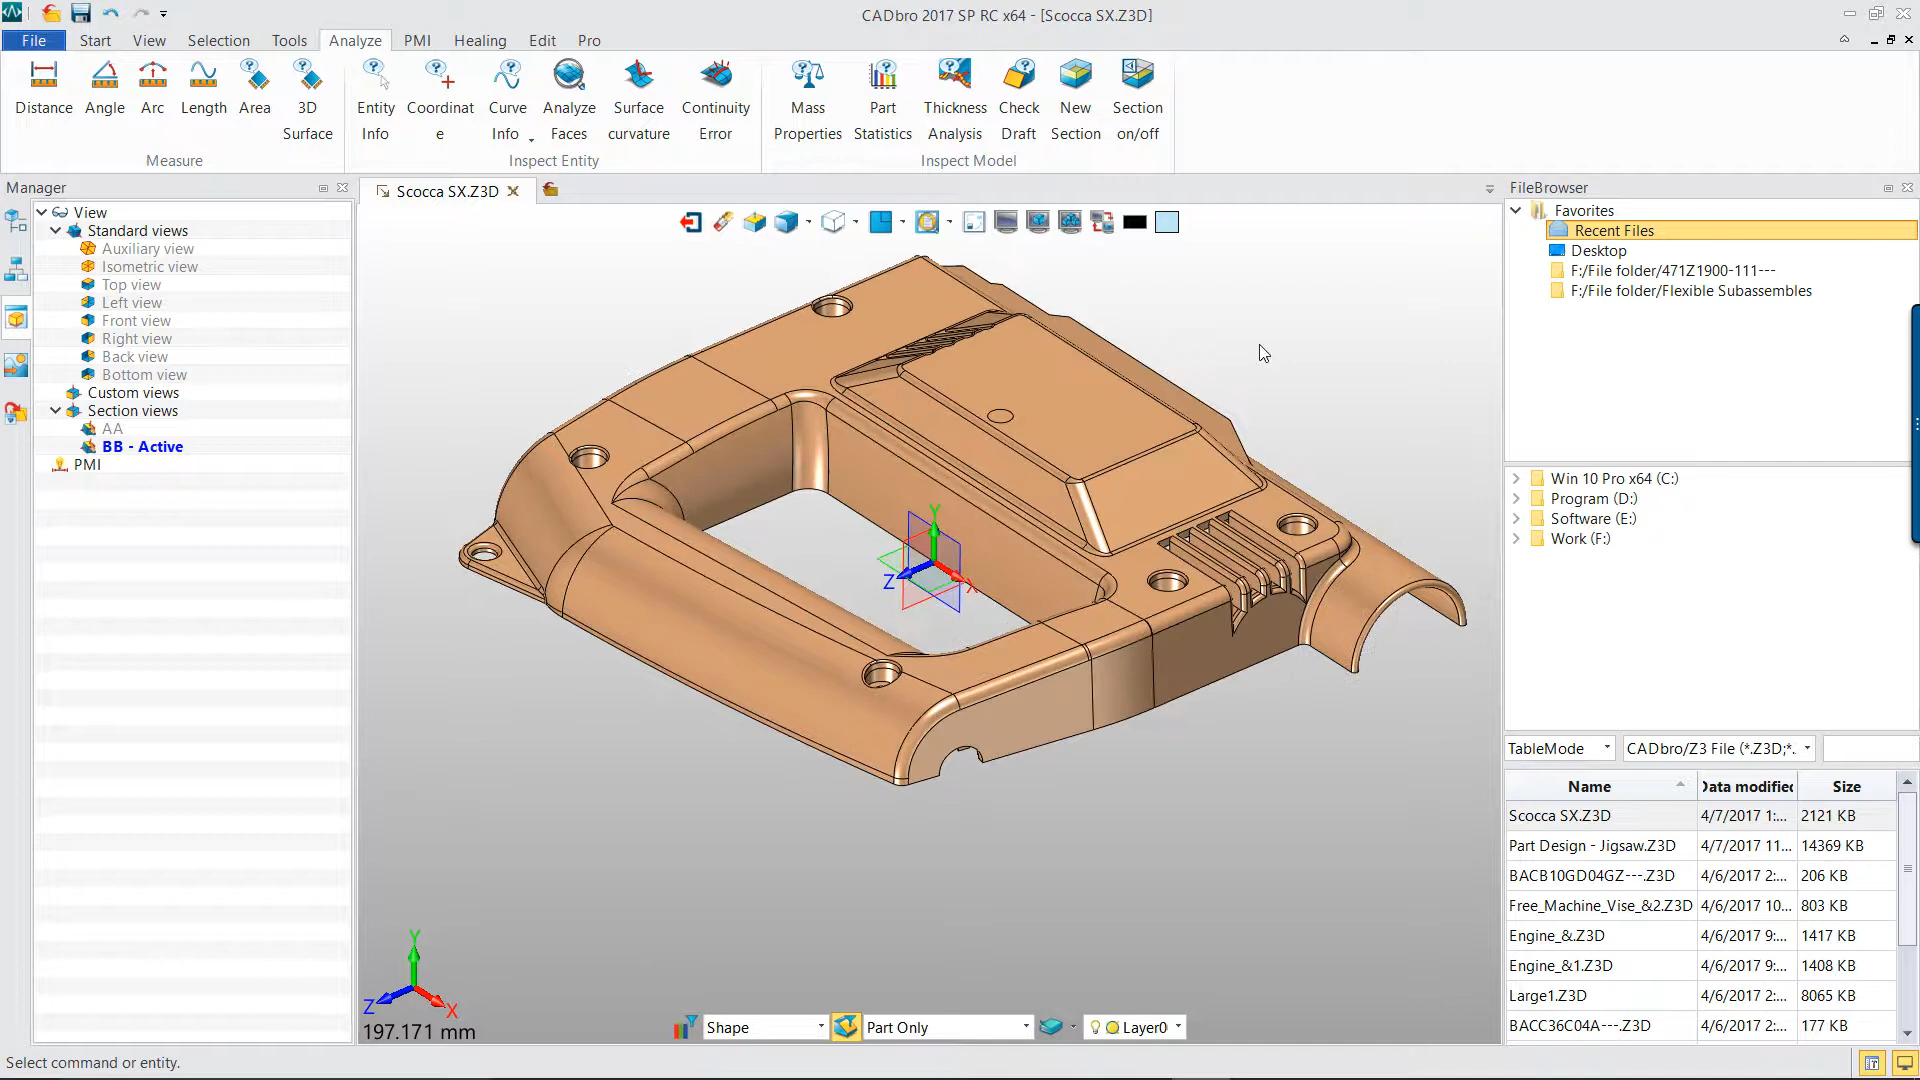 CADbro 2017 SP RC x64 - [Scocca SX.Z3D]
File Start View Selection Tools Analyze PMI Healing Edit Pro
Distance Angle Arc Length Area 3D Surface
Entity Info Coordinat e Curve Info Analyze Faces Surface curvature Continuity Error
Mass Properties Part Statistics Thickness Analysis Check Draft New Section Section on/off
Measure Inspect Entity Inspect Model
Manager
View
Standard views
Auxiliary view
Isometric view
Top view
Left view
Front view
Right view
Back view
Bottom view
Custom views
Section views
AA
BB - Active
PMI
Scocca SX.Z3D
Y
Z
X
Y
Z
X
197.171 mm
Shape Part Only Layer0
FileBrowser
Favorites
Recent Files
Desktop
F:/File folder/471Z1900-111---
F:/File folder/Flexible Subassembles
Win 10 Pro x64 (C:)
Program (D:)
Software (E:)
Work (F:)
TableMode CADbro/Z3 File (*.Z3D;*.
Name Data modified Size
Scocca SX.Z3D 4/7/2017 1:... 2121 KB
Part Design - Jigsaw.Z3D 4/7/2017 11... 14369 KB
BACB10GD04GZ---.Z3D 4/6/2017 2:... 206 KB
Free_Machine_Vise_&2.Z3D 4/6/2017 10... 803 KB
Engine_&.Z3D 4/6/2017 9:... 1417 KB
Engine_&1.Z3D 4/6/2017 9:... 1408 KB
Large1.Z3D 4/6/2017 2:... 8065 KB
BACC36C04A---.Z3D 4/6/2017 2:... 177 KB
Select command or entity.